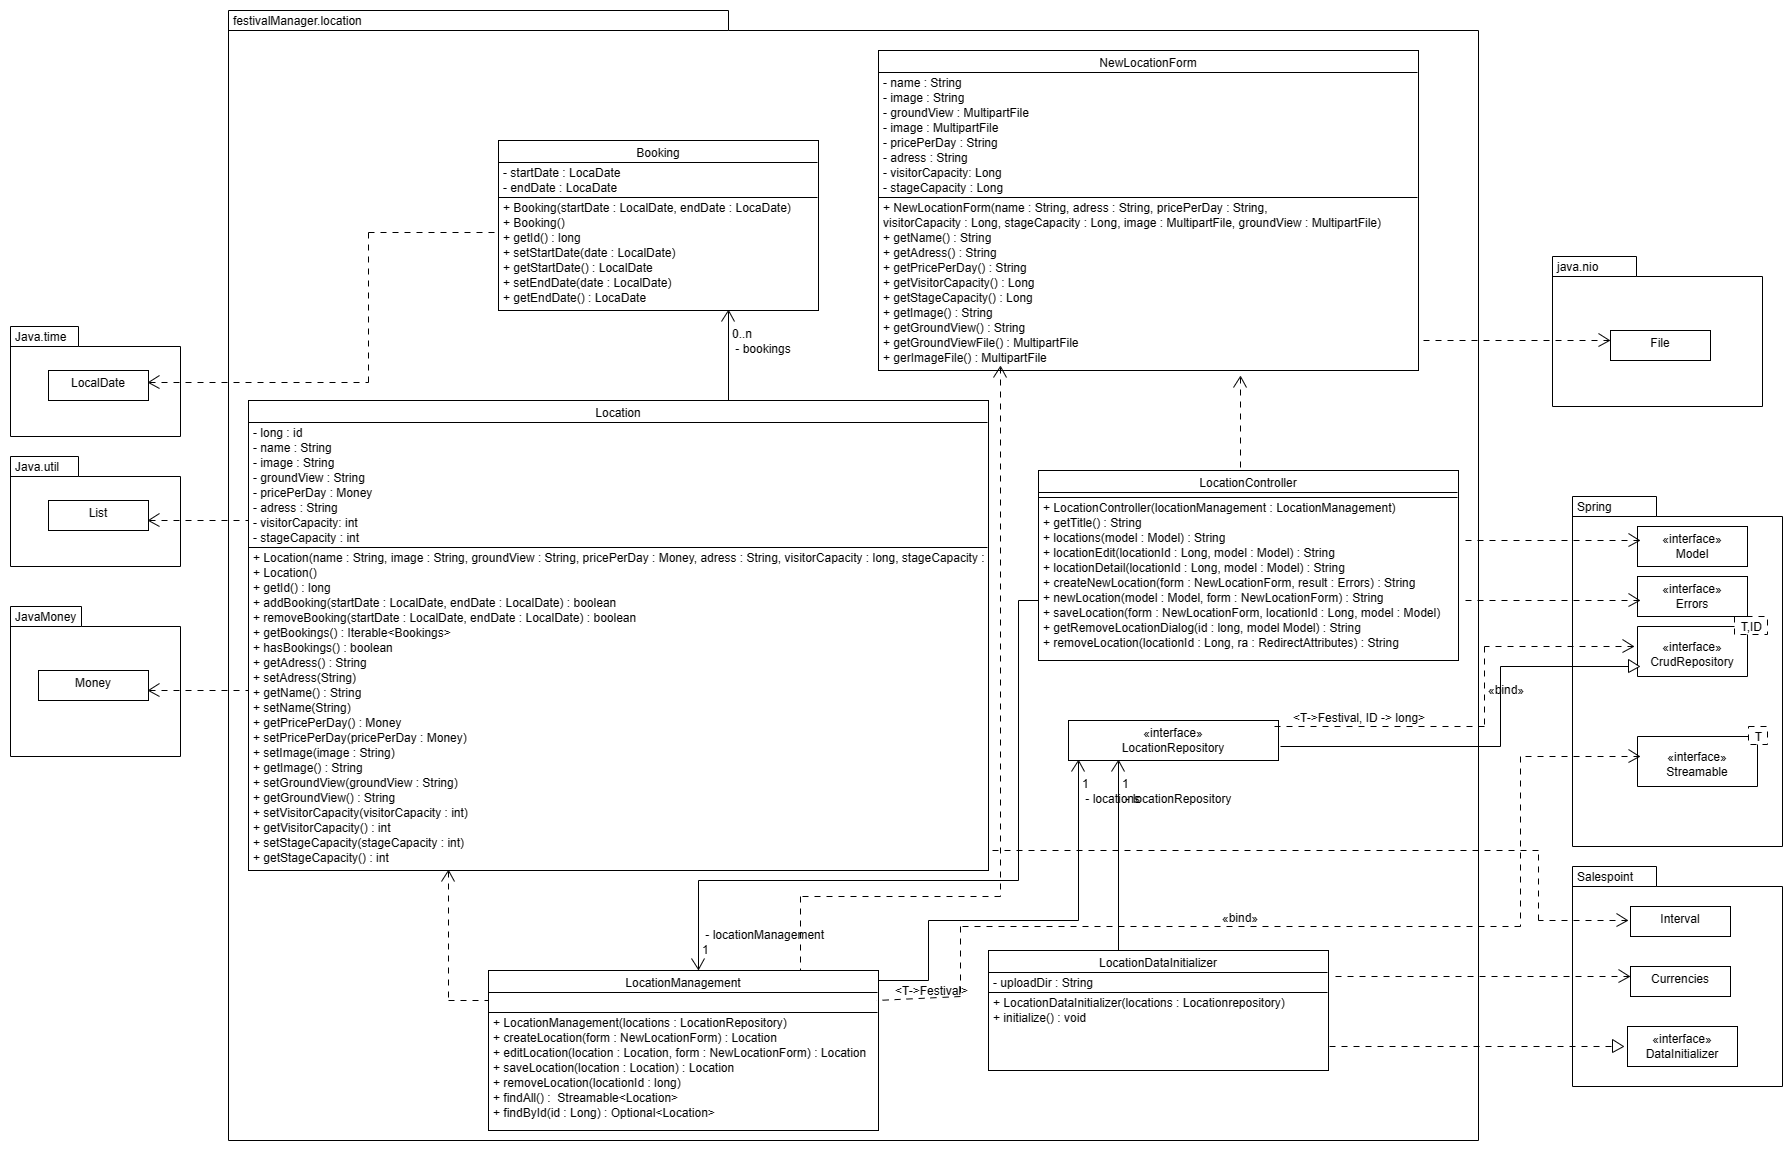 festivalManager.location
NewLocationForm
- name : String
- image : String
- groundView : MultipartFile
- image : MultipartFile
- pricePerDay : String
- adress : String
- visitorCapacity: Long
- stageCapacity : Long
+ NewLocationForm(name : String, adress : String, pricePerDay : String,
visitorCapacity : Long, stageCapacity : Long, image : MultipartFile, groundView : MultipartFile)
+ getName() : String
+ getAdress() : String
+ getPricePerDay() : String
+ getVisitorCapacity() : Long
+ getStageCapacity() : Long
+ getImage() : String
+ getGroundView() : String
+ getGroundViewFile() : MultipartFile
+ gerImageFile() : MultipartFile
Booking
- startDate : LocaDate
- endDate : LocaDate
+ Booking(startDate : LocalDate, endDate : LocaDate)
+ Booking()
+ getId() : long
+ setStartDate(date : LocalDate)
+ getStartDate() : LocalDate
+ setEndDate(date : LocalDate)
+ getEndDate() : LocaDate
0..n
- bookings
java.nio
File
Java.time
LocalDate
Java.util
List
JavaMoney
Money
Location
- long : id
- name : String
- image : String
- groundView : String
- pricePerDay : Money
- adress : String
- visitorCapacity: int
- stageCapacity : int
+ Location(name : String, image : String, groundView : String, pricePerDay : Money, adress : String, visitorCapacity : long, stageCapacity :
+ Location()
+ getId() : long
+ addBooking(startDate : LocalDate, endDate : LocalDate) : boolean
+ removeBooking(startDate : LocalDate, endDate : LocalDate) : boolean
+ getBookings() : Iterable<Bookings>
+ hasBookings() : boolean
+ getAdress() : String
+ setAdress(String)
+ getName() : String
+ setName(String)
+ getPricePerDay() : Money
+ setPricePerDay(pricePerDay : Money)
+ setImage(image : String)
+ getImage() : String
+ setGroundView(groundView : String)
+ getGroundView() : String
+ setVisitorCapacity(visitorCapacity : int)
+ getVisitorCapacity() : int
+ setStageCapacity(stageCapacity : int)
+ getStageCapacity() : int
LocationController
+ LocationController(locationManagement : LocationManagement)
+ getTitle() : String
+ locations(model : Model) : String
+ locationEdit(locationId : Long, model : Model) : String
+ locationDetail(locationId : Long, model : Model) : String
+ createNewLocation(form : NewLocationForm, result : Errors) : String
+ newLocation(model : Model, form : NewLocationForm) : String
+ saveLocation(form : NewLocationForm, locationId : Long, model : Model)
+ getRemoveLocationDialog(id : long, model Model) : String
+ removeLocation(locationId : Long, ra : RedirectAttributes) : String
Spring
«interface»
Model
«interface»
Errors
T,ID
«interface»
CrudRepository
«bind»
<T->Festival, ID -> long>
T
«interface»
Streamable
«interface»
LocationRepository
1
- locations
1
- locationRepository
Salespoint
Interval
Currencies
«interface»
DataInitializer
«bind»
- locationManagement
1
<T->Festival>
LocationManagement
+ LocationManagement(locations : LocationRepository)
+ createLocation(form : NewLocationForm) : Location
+ editLocation(location : Location, form : NewLocationForm) : Location
+ saveLocation(location : Location) : Location
+ removeLocation(locationId : long)
+ findAll() :  Streamable<Location>
+ findById(id : Long) : Optional<Location>
LocationDataInitializer
- uploadDir : String
+ LocationDataInitializer(locations : Locationrepository)
+ initialize() : void